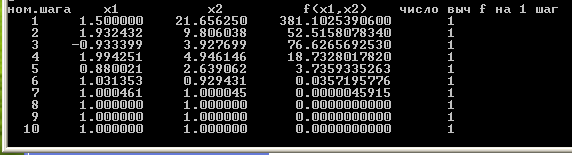 ном.шага x1 x2 f(x1,x2) число выч f на 1 шаг
1 1.500000 21.656250 381.1025390600 1
2 1.932432 9.806038 52.5158078340 1
3 -0.933399 3.927699 76.6265692530 1
4 1.994251 4.946146 18.7328017820 1
5 0.880021 2.639062 3.7359335263 1
6 1.031353 0.929431 0.0357195776 1
7 1.000461 1.000045 0.0000045915 1
8 1.000000 1.000000 0.0000000000 1
9 1.000000 1.000000 0.0000000000 1
10 1.000000 1.000000 0.0000000000 1